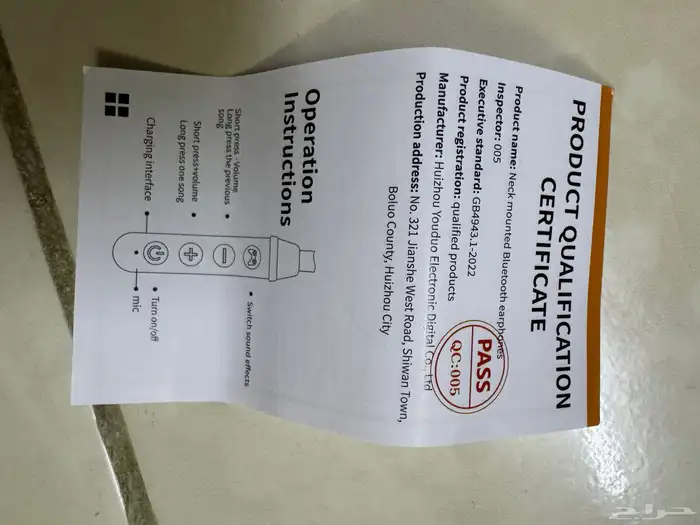 PRODUCT QUALIFICATION
CERTIFICATE
Product name: Neck mounted Bluetooth earphones
Inspector: 005
Executive standard: GB4943.1-2022
Product registration: qualified products
Manufacturer: Huizhou Youduo Electronic Digital Co., Ltd
Production address: No. 321 Jianshe West Road, Shiwan Town,
Boluo County, Huizhou City
PASS
QC:005
Operation
Instructions
Short press - Volume
Long press the previous
song
Short press+volume
Long press one song
Charging interface
Switch sound effects
Turn on/off
mic
حراج